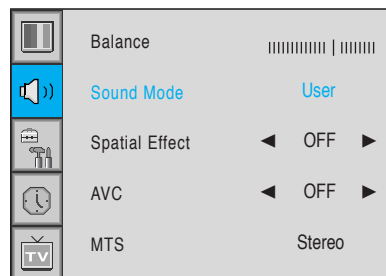 Balance
Sound Mode User
Spatial Effect ◄ OFF ►
AVC ◄ OFF ►
MTS Stereo
TV